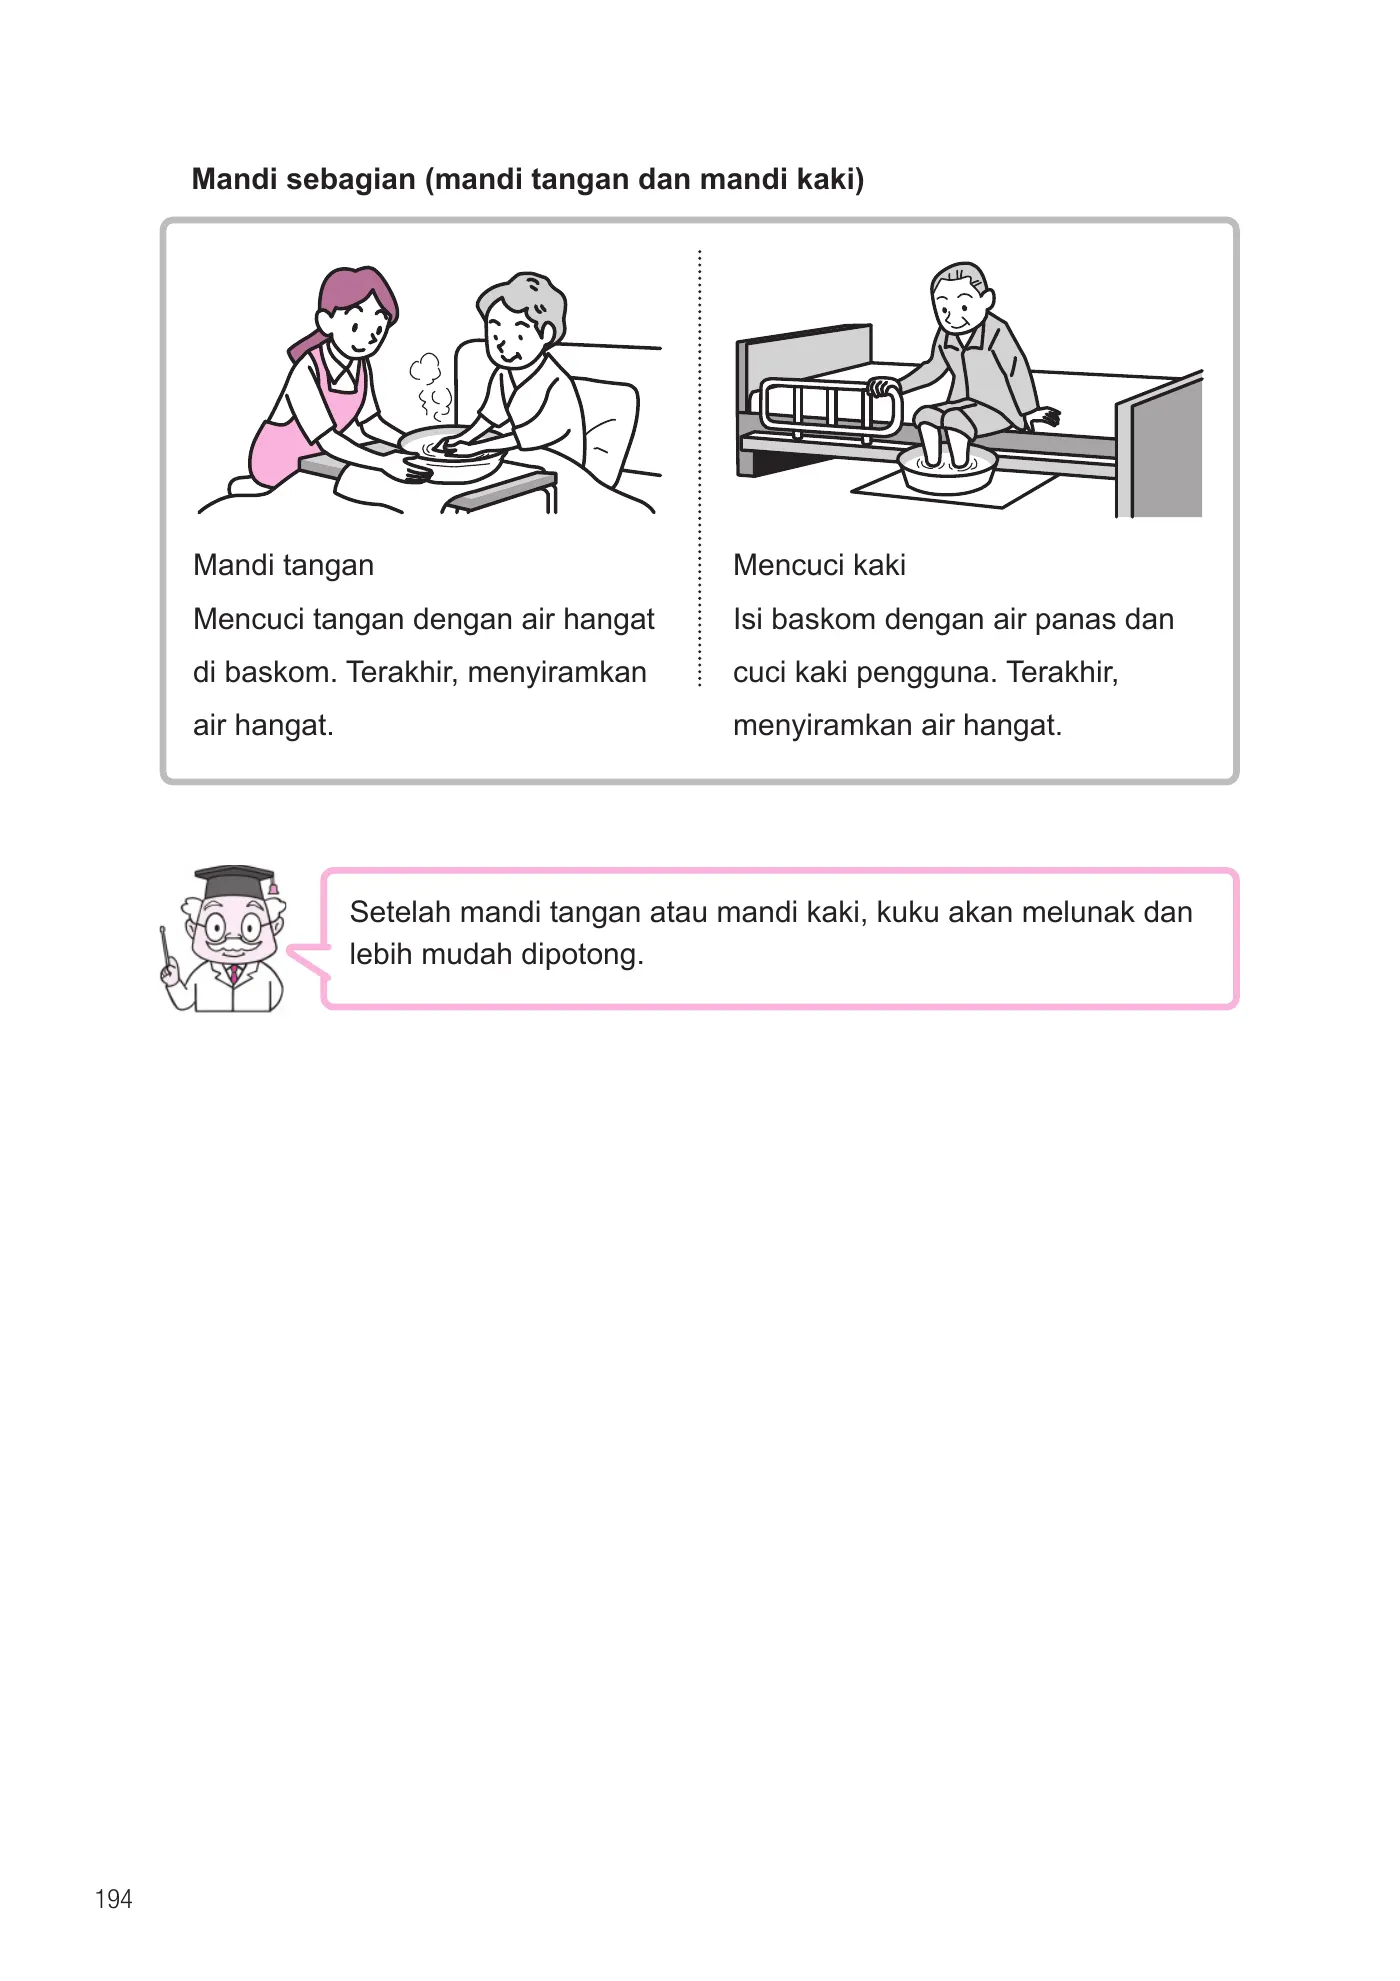 Mandi sebagian (mandi tangan dan mandi kaki)
Mandi tangan
Mencuci tangan dengan air hangat
di baskom. Terakhir, menyiramkan
air hangat.
Mencuci kaki
Isi baskom dengan air panas dan
cuci kaki pengguna. Terakhir,
menyiramkan air hangat.
Setelah mandi tangan atau mandi kaki, kuku akan melunak dan
lebih mudah dipotong.
194